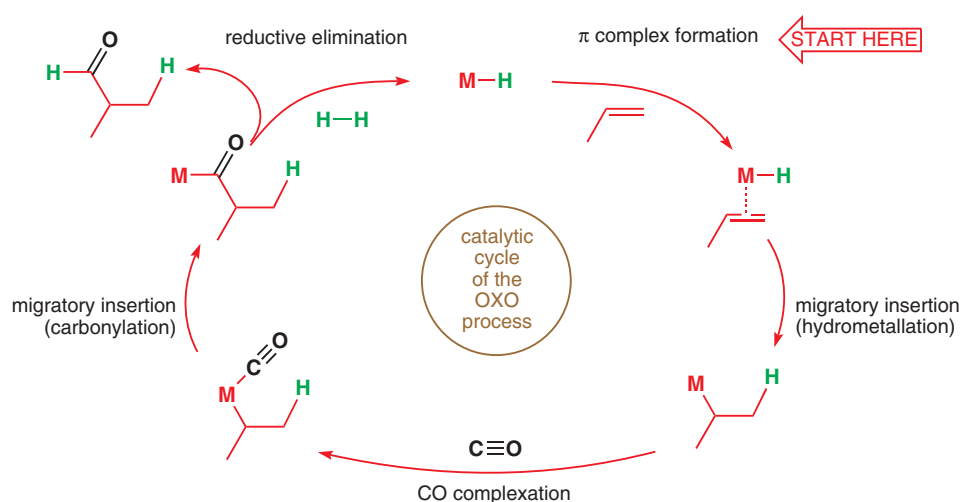 reductive elimination
π complex formation
START HERE
O
H
H
M–H
H–H
O
M
H
M–H
catalytic
cycle
of the
OXO
process
migratory insertion
(carbonylation)
migratory insertion
(hydrometallation)
O
C
M
H
M
H
C≡O
CO complexation